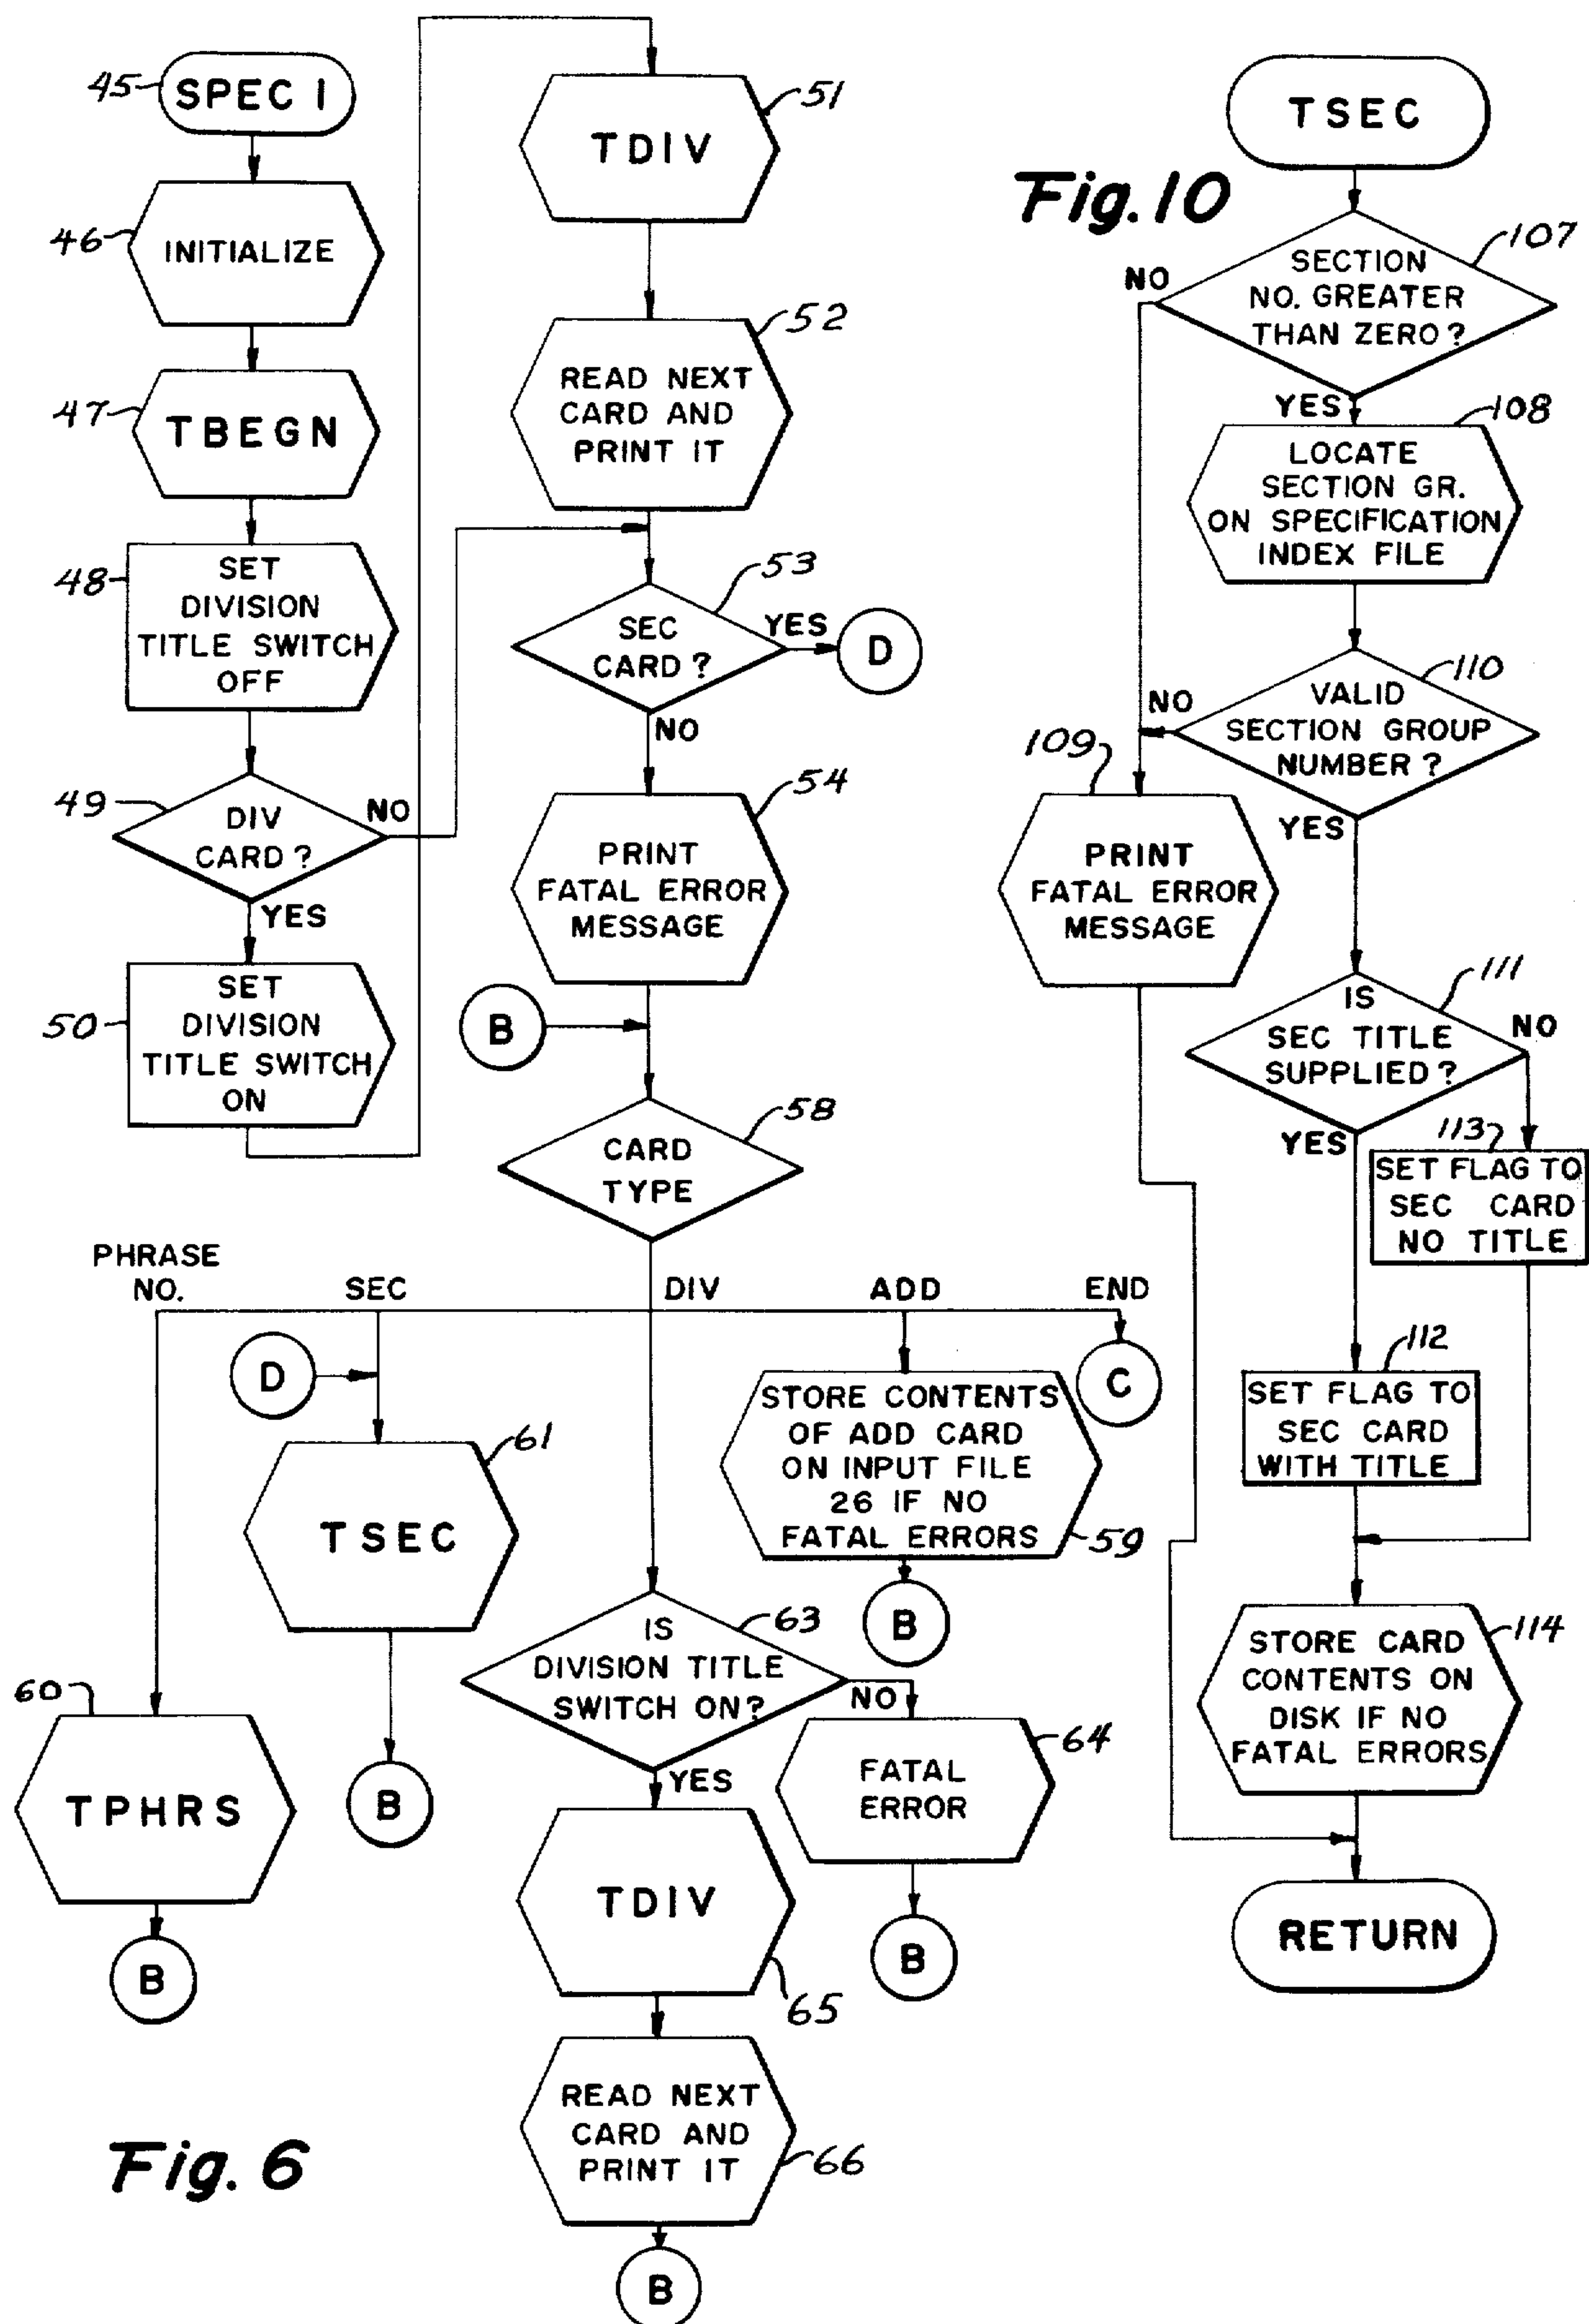 45
SPEC 1
46
INITIALIZE
47
TBEGN
48
SET
DIVISION
TITLE SWITCH
OFF
49
DIV
CARD?
NO
YES
50
SET
DIVISION
TITLE SWITCH
ON
51
TDIV
52
READ NEXT
CARD AND
PRINT IT
53
SEC
CARD?
YES
D
NO
54
PRINT
FATAL ERROR
MESSAGE
B
58
CARD
TYPE
PHRASE
NO.
SEC
DIV
ADD
END
D
C
61
TSEC
B
STORE CONTENTS
OF ADD CARD
ON INPUT FILE
26 IF NO
FATAL ERRORS
59
B
60
TPHRS
B
63
IS
DIVISION TITLE
SWITCH ON?
NO
YES
64
FATAL
ERROR
B
TDIV
65
READ NEXT
CARD AND
PRINT IT
66
B
Fig. 6
TSEC
Fig. 10
107
SECTION
NO. GREATER
THAN ZERO?
NO
YES
108
LOCATE
SECTION GR.
ON SPECIFICATION
INDEX FILE
110
VALID
SECTION GROUP
NUMBER?
NO
YES
109
PRINT
FATAL ERROR
MESSAGE
111
IS
SEC TITLE
SUPPLIED?
NO
YES
113
SET FLAG TO
SEC CARD
NO TITLE
112
SET FLAG TO
SEC CARD
WITH TITLE
114
STORE CARD
CONTENTS ON
DISK IF NO
FATAL ERRORS
RETURN